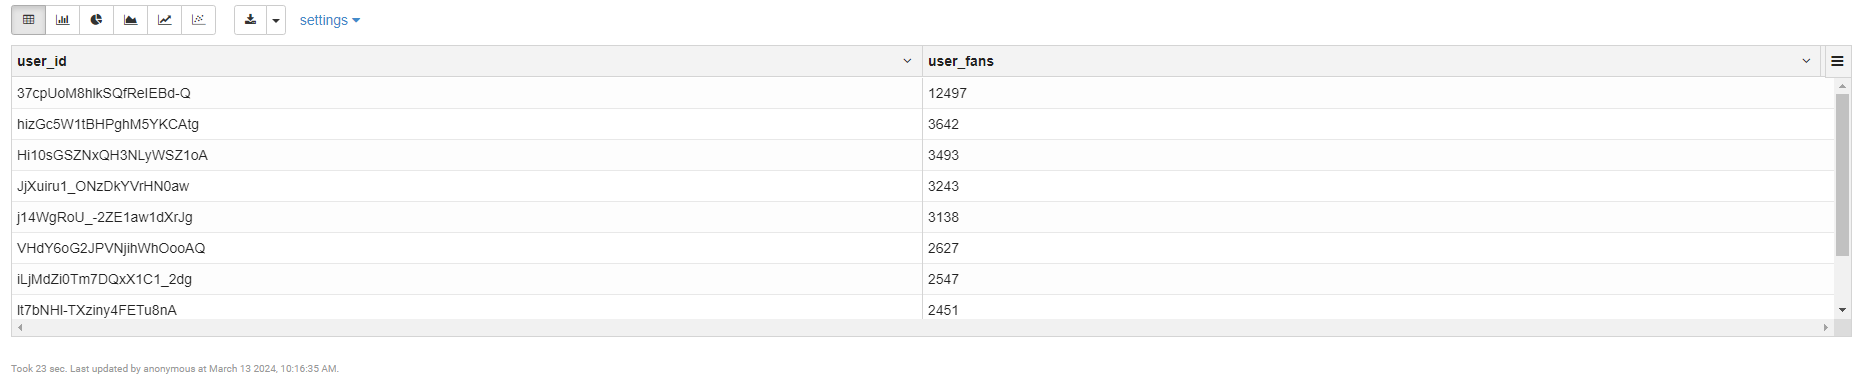 settings
user_id user_fans
37cpUoM8hlkSQfReIEBd-Q 12497
hizGc5W1tBHPghM5YKCAtg 3642
Hi10sGSZNxQH3NLyWSZ1oA 3493
JjXuiru1_ONzDkYVrHN0aw 3243
j14WgRoU_-2ZE1aw1dXrJg 3138
VHdY6oG2JPVNjihWhOooAQ 2627
iLjMdZi0Tm7DQxX1C1_2dg 2547
lt7bNHl-TXziny4FETu8nA 2451
Took 23 sec. Last updated by anonymous at March 13 2024, 10:16:35 AM.